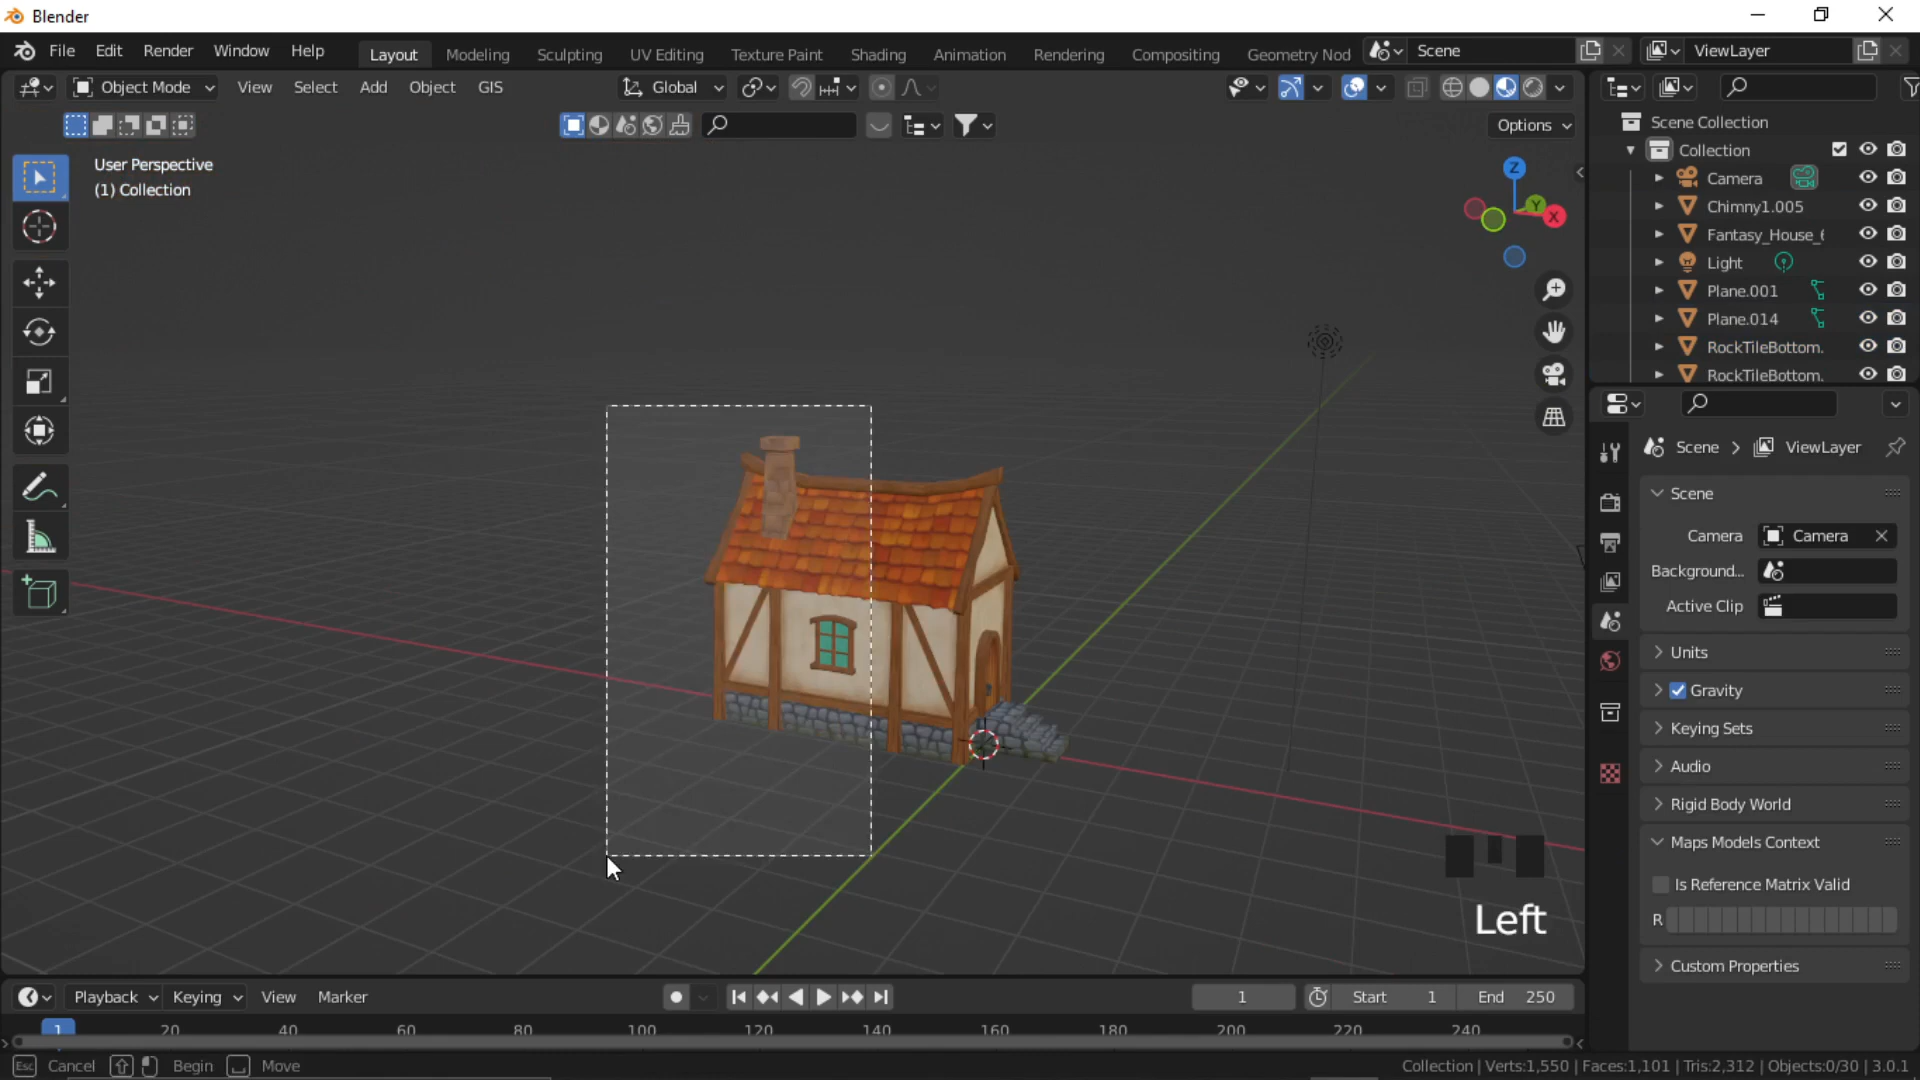 Blender
File Edit Render Window Help Layout Modeling Sculpting UV Editing Texture Paint Shading Animation Rendering Compositing Geometry Nod Scene ViewLayer
Object Mode View Select Add Object GIS Global
Options
User Perspective
(1) Collection
Z
Y
X
Scene Collection
Collection
Camera
Chimny1.005
Fantasy_House_6
Light
Plane.001
Plane.014
RockTileBottom.
RockTileBottom.
Scene > ViewLayer
Scene
Camera Camera
Background...
Active Clip
Units
Gravity
Keying Sets
Audio
Rigid Body World
Maps Models Context
Is Reference Matrix Valid
R
Custom Properties
Left
Playback Keying View Marker 1 Start 1 End 250
1 20 40 60 80 100 120 140 160 180 200 220 240
Esc Cancel Begin Move Collection | Verts:1,550 | Faces:1,101 | Tris:2,312 | Objects:0/30 | 3.0.1